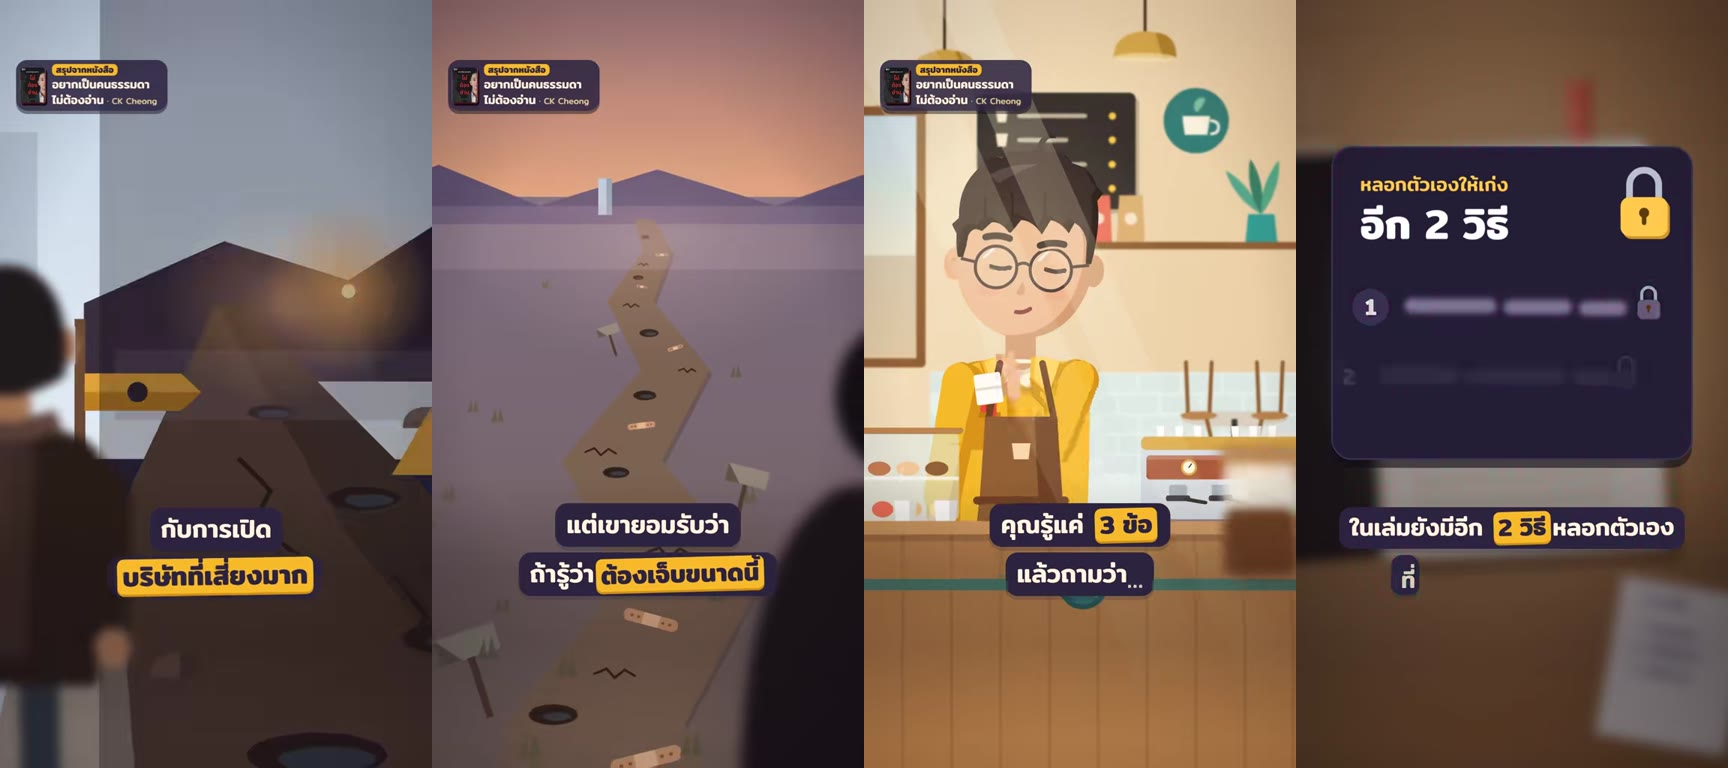 สรุปจากหนังสือ
อยากเป็นคนธรรมดา
ไม่ต้องอ่าน · CK Cheong
กับการเปิด
บริษัทที่เสี่ยงมาก
สรุปจากหนังสือ
อยากเป็นคนธรรมดา
ไม่ต้องอ่าน · CK Cheong
แต่เขายอมรับว่า
ถ้ารู้ว่าต้องเจ็บขนาดนี้
สรุปจากหนังสือ
อยากเป็นคนธรรมดา
ไม่ต้องอ่าน · CK Cheong
คุณรู้แค่ 3 ข้อ
แล้วถามว่า...
หลอกตัวเองให้เก่ง
อีก 2 วิธี
1
2
ในเล่มยังมีอีก 2 วิธีหลอกตัวเอง
ที่